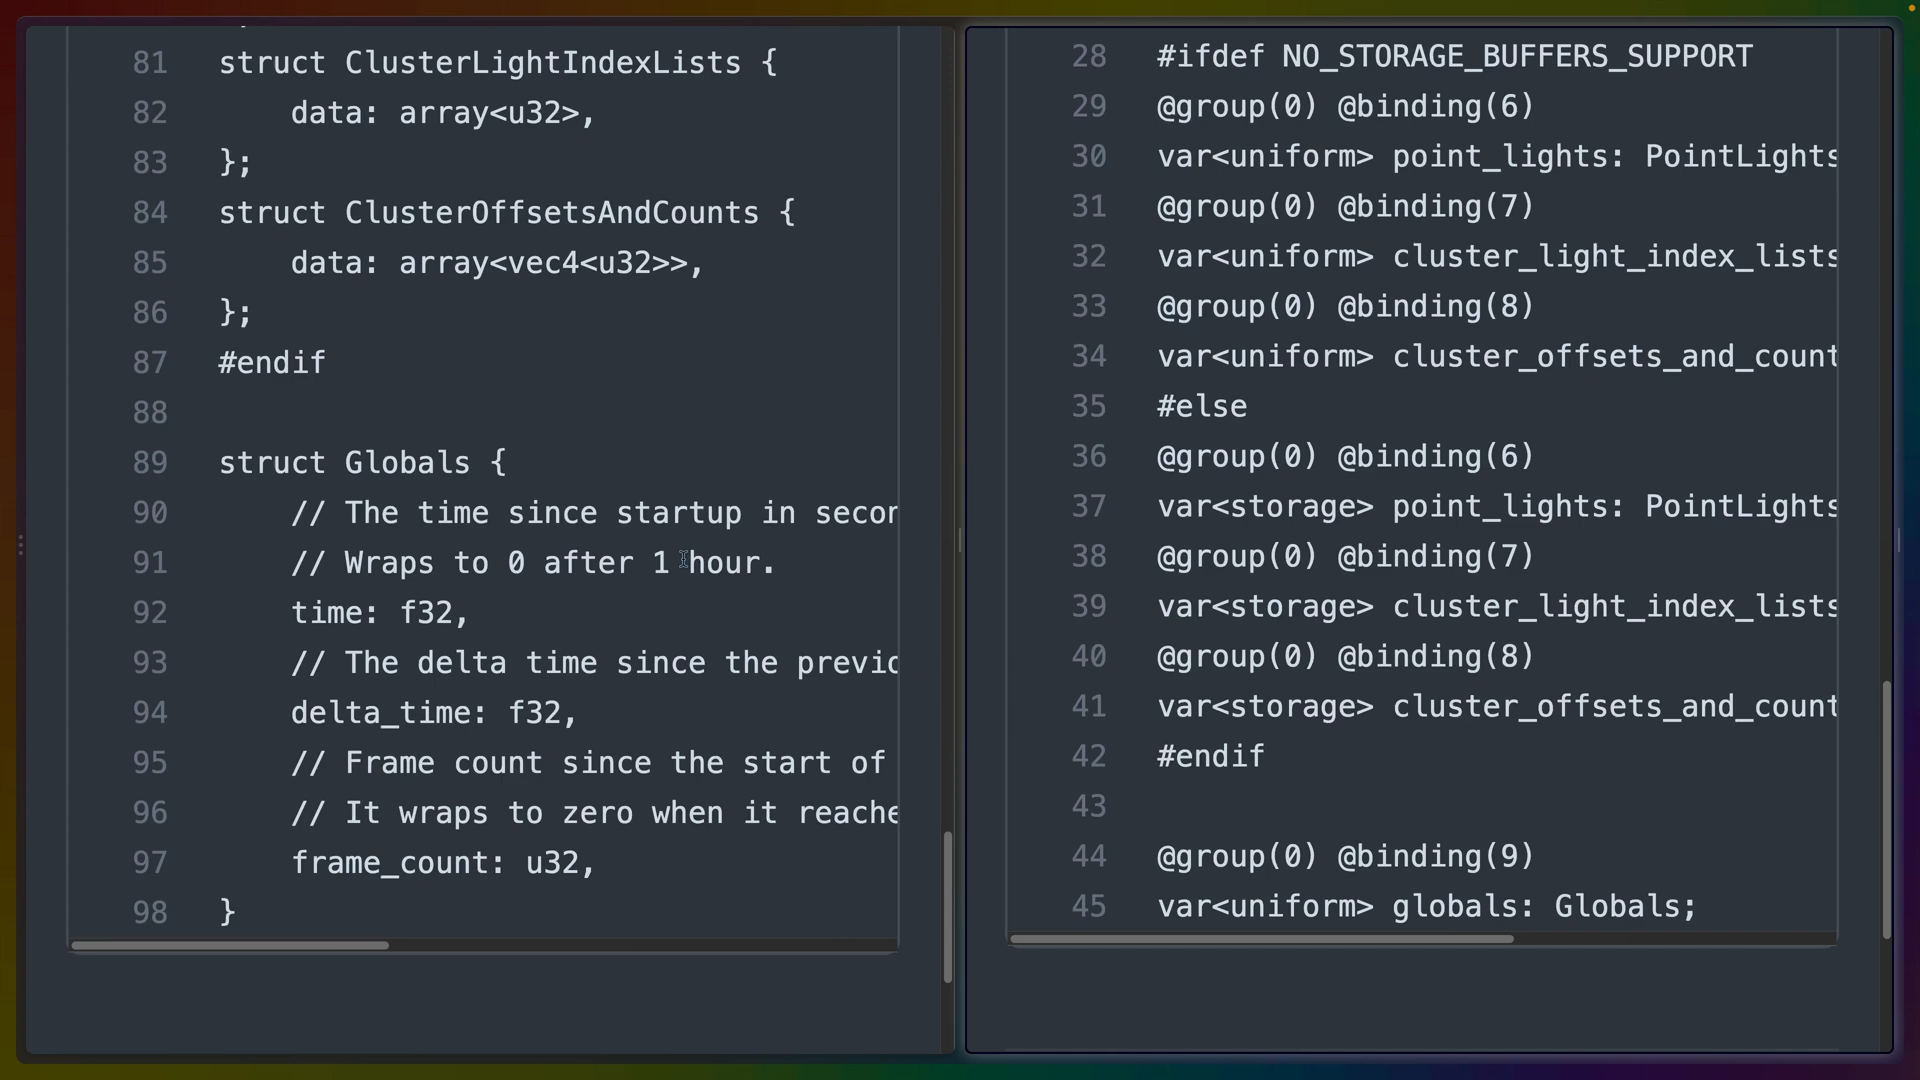 81 struct ClusterLightIndexLists {
82 data: array<u32>,
83 };
84 struct ClusterOffsetsAndCounts {
85 data: array<vec4<u32>>,
86 };
87 #endif
88
89 struct Globals {
90 // The time since startup in secon
91 // Wraps to 0 after 1 hour.
92 time: f32,
93 // The delta time since the previo
94 delta_time: f32,
95 // Frame count since the start of
96 // It wraps to zero when it reache
97 frame_count: u32,
98 }
28 #ifdef NO_STORAGE_BUFFERS_SUPPORT
29 @group(0) @binding(6)
30 var<uniform> point_lights: PointLights
31 @group(0) @binding(7)
32 var<uniform> cluster_light_index_lists
33 @group(0) @binding(8)
34 var<uniform> cluster_offsets_and_count
35 #else
36 @group(0) @binding(6)
37 var<storage> point_lights: PointLights
38 @group(0) @binding(7)
39 var<storage> cluster_light_index_lists
40 @group(0) @binding(8)
41 var<storage> cluster_offsets_and_count
42 #endif
43
44 @group(0) @binding(9)
45 var<uniform> globals: Globals;